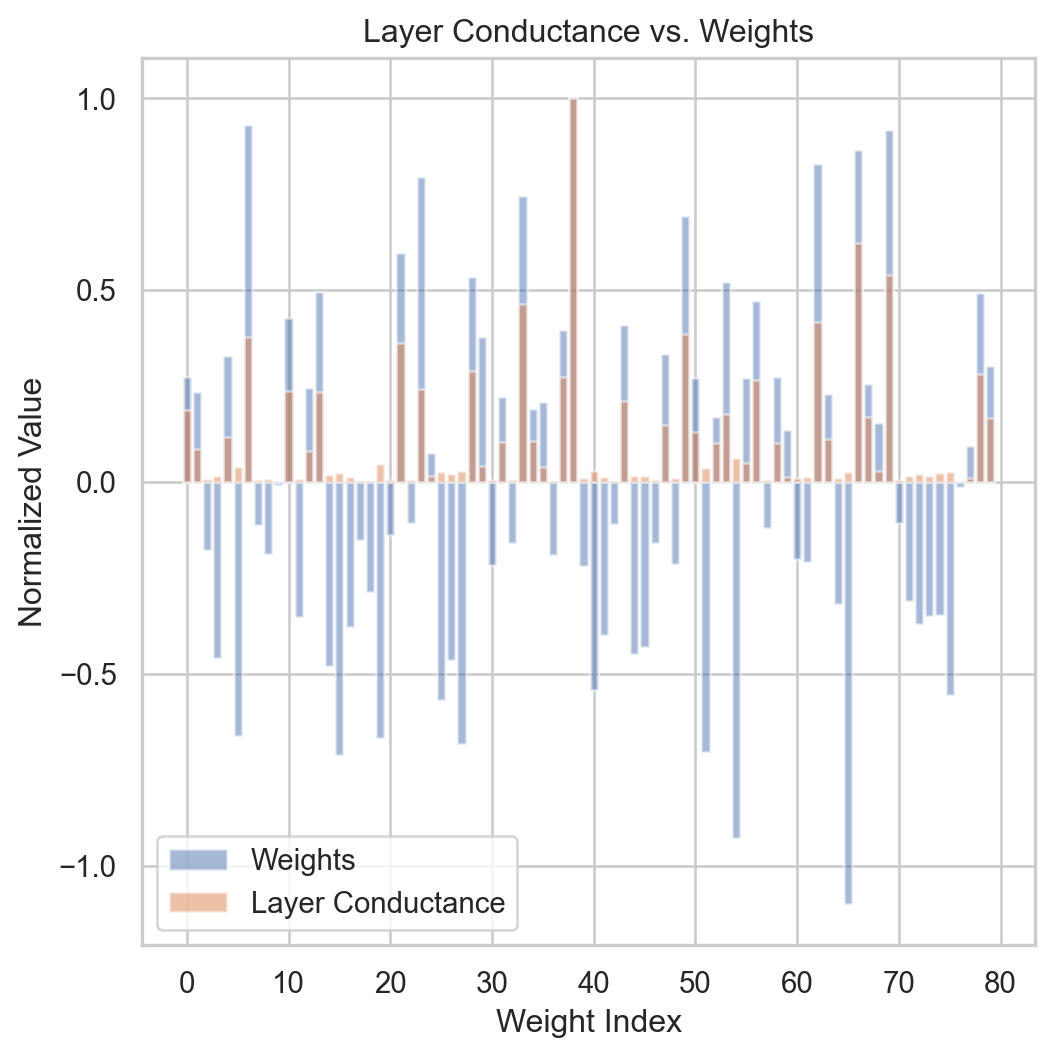 Layer Conductance vs. Weights
1.0
0.5
0.0
−0.5
−1.0
Normalized Value
Weights
Layer Conductance
0 10 20 30 40 50 60 70 80
Weight Index